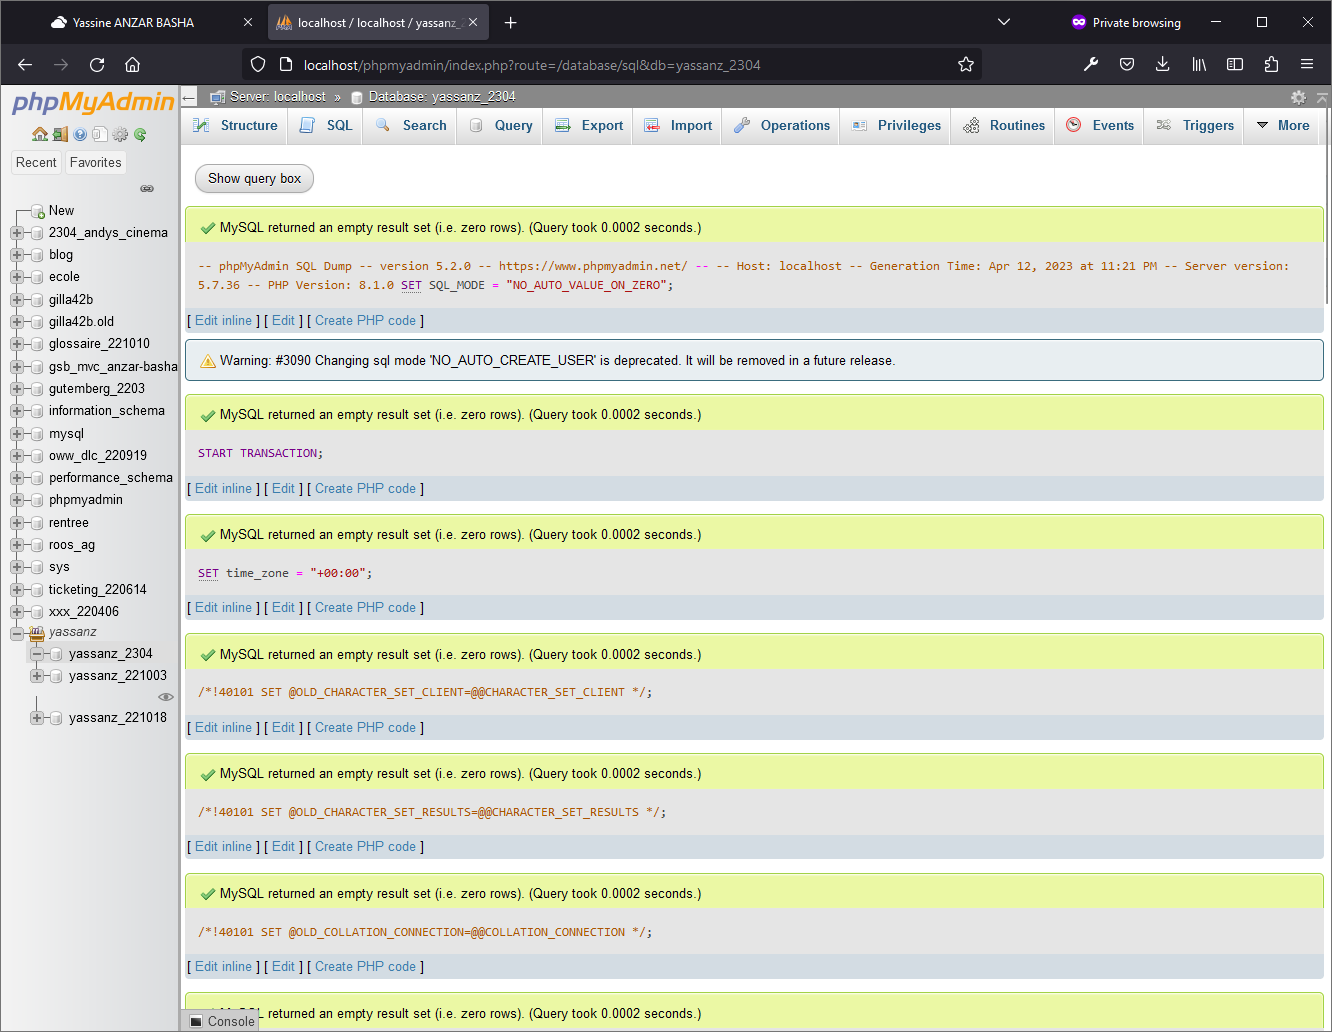 Yassine ANZAR BASHA
localhost / localhost / yassanz_2
Private browsing
localhost/phpmyadmin/index.php?route=/database/sql&db=yassanz_2304
phpMyAdmin
Server: localhost » Database: yassanz_2304
Structure SQL Search Query Export Import Operations Privileges Routines Events Triggers More
Recent Favorites
New
2304_andys_cinema
blog
ecole
gilla42b
gilla42b.old
glossaire_221010
gsb_mvc_anzar-basha
gutemberg_2203
information_schema
mysql
oww_dlc_220919
performance_schema
phpmyadmin
rentree
roos_ag
sys
ticketing_220614
xxx_220406
yassanz
yassanz_2304
yassanz_221003
yassanz_221018
Show query box
MySQL returned an empty result set (i.e. zero rows). (Query took 0.0002 seconds.)
-- phpMyAdmin SQL Dump -- version 5.2.0 -- https://www.phpmyadmin.net/ -- -- Host: localhost -- Generation Time: Apr 12, 2023 at 11:21 PM -- Server version:
5.7.36 -- PHP Version: 8.1.0 SET SQL_MODE = "NO_AUTO_VALUE_ON_ZERO";
[ Edit inline ] [ Edit ] [ Create PHP code ]
Warning: #3090 Changing sql mode 'NO_AUTO_CREATE_USER' is deprecated. It will be removed in a future release.
MySQL returned an empty result set (i.e. zero rows). (Query took 0.0002 seconds.)
START TRANSACTION;
[ Edit inline ] [ Edit ] [ Create PHP code ]
MySQL returned an empty result set (i.e. zero rows). (Query took 0.0002 seconds.)
SET time_zone = "+00:00";
[ Edit inline ] [ Edit ] [ Create PHP code ]
MySQL returned an empty result set (i.e. zero rows). (Query took 0.0002 seconds.)
/*!40101 SET @OLD_CHARACTER_SET_CLIENT=@@CHARACTER_SET_CLIENT */;
[ Edit inline ] [ Edit ] [ Create PHP code ]
MySQL returned an empty result set (i.e. zero rows). (Query took 0.0002 seconds.)
/*!40101 SET @OLD_CHARACTER_SET_RESULTS=@@CHARACTER_SET_RESULTS */;
[ Edit inline ] [ Edit ] [ Create PHP code ]
MySQL returned an empty result set (i.e. zero rows). (Query took 0.0002 seconds.)
/*!40101 SET @OLD_COLLATION_CONNECTION=@@COLLATION_CONNECTION */;
[ Edit inline ] [ Edit ] [ Create PHP code ]
returned an empty result set (i.e. zero rows). (Query took 0.0002 seconds.)
Console